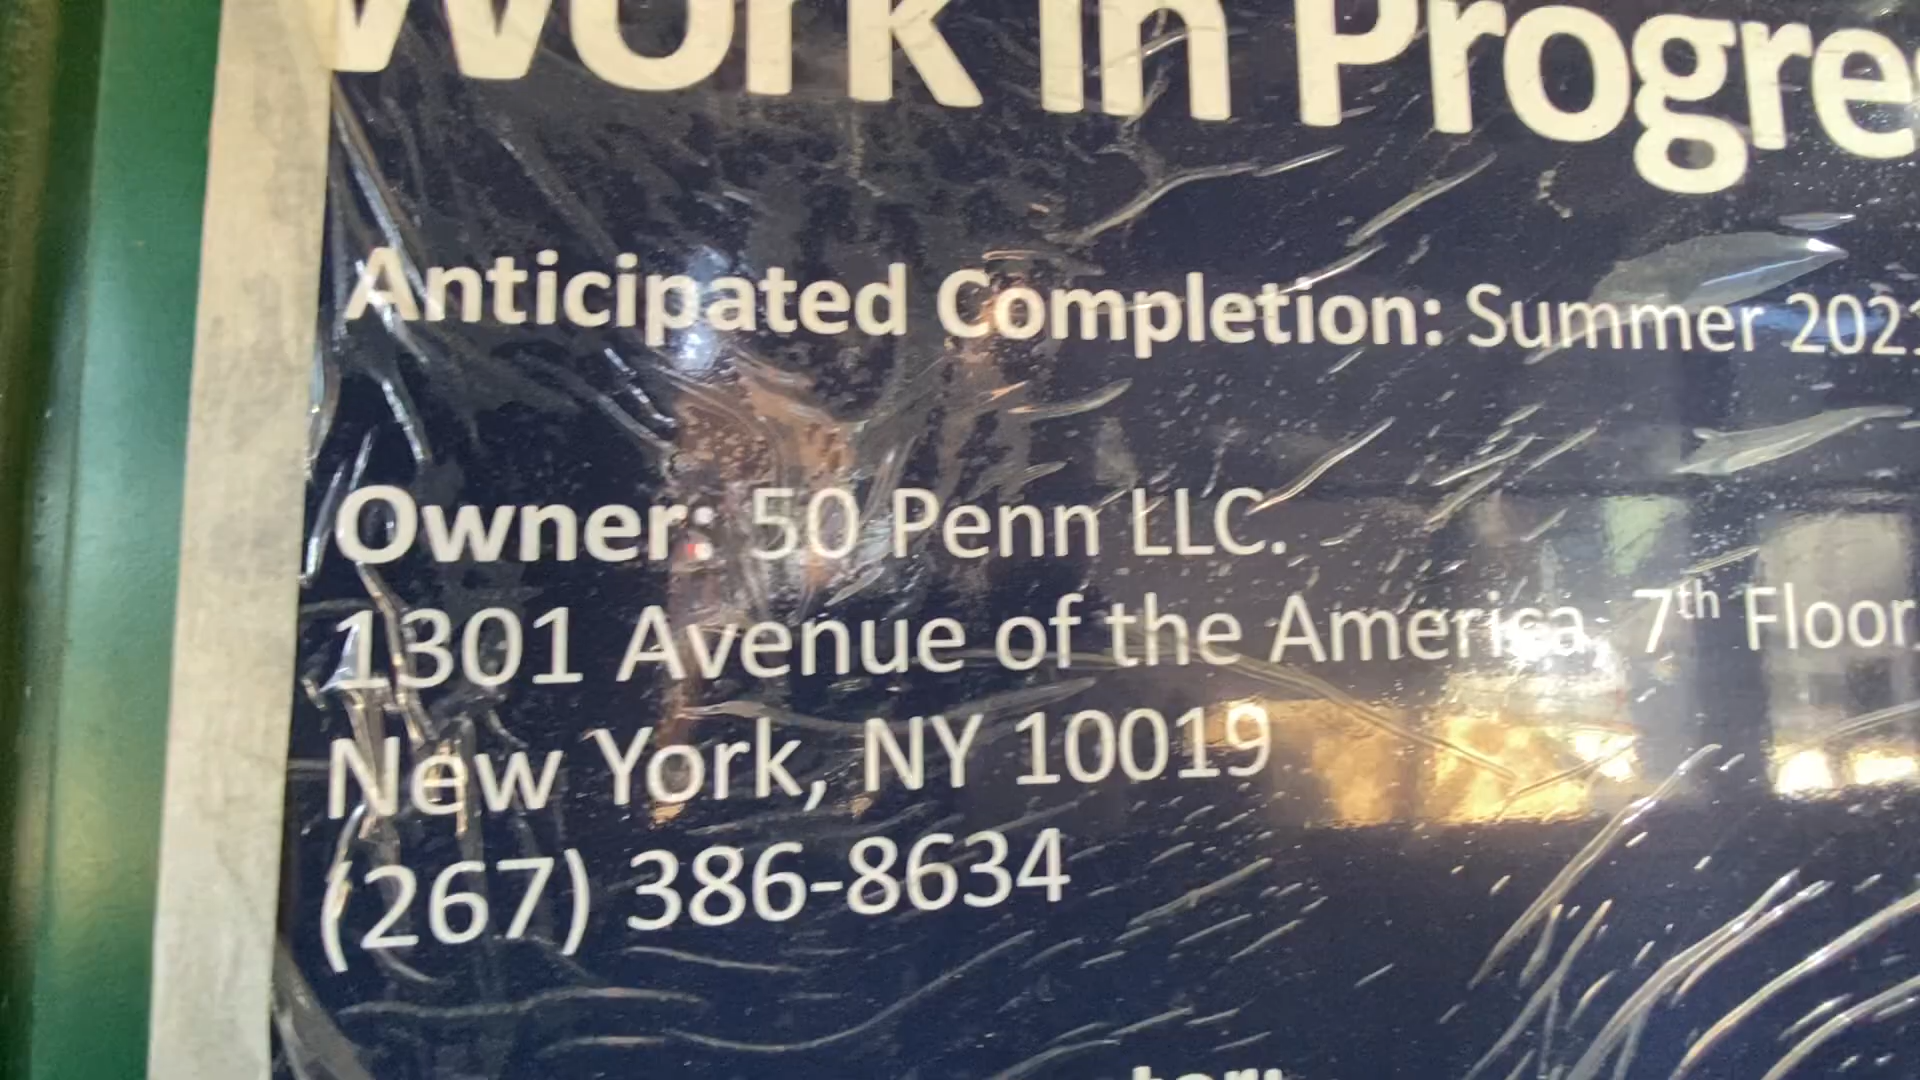 Work in Progre
Anticipated Completion: Summer 2021
Owner: 50 Penn LLC.
1301 Avenue of the America, 7th Floor,
New York, NY 10019
(267) 386-8634